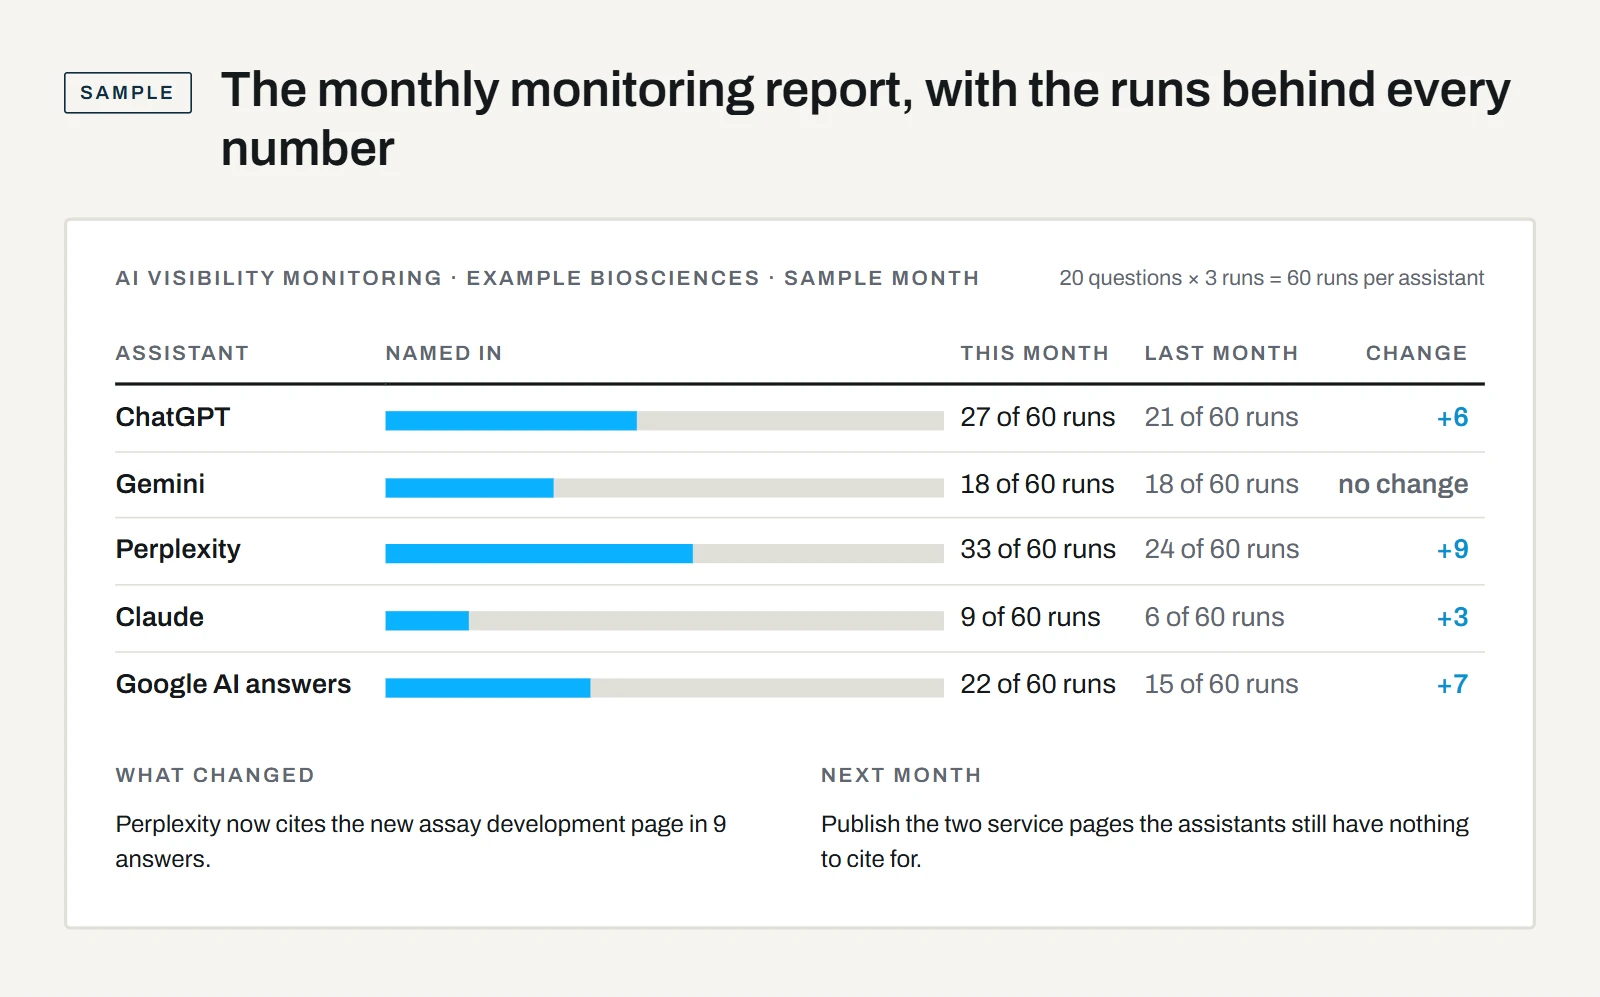 SAMPLE
The monthly monitoring report, with the runs behind every
number
AI VISIBILITY MONITORING · EXAMPLE BIOSCIENCES · SAMPLE MONTH
20 questions × 3 runs = 60 runs per assistant
ASSISTANT NAMED IN THIS MONTH LAST MONTH CHANGE
ChatGPT 27 of 60 runs 21 of 60 runs +6
Gemini 18 of 60 runs 18 of 60 runs no change
Perplexity 33 of 60 runs 24 of 60 runs +9
Claude 9 of 60 runs 6 of 60 runs +3
Google AI answers 22 of 60 runs 15 of 60 runs +7
WHAT CHANGED
Perplexity now cites the new assay development page in 9
answers.
NEXT MONTH
Publish the two service pages the assistants still have nothing
to cite for.